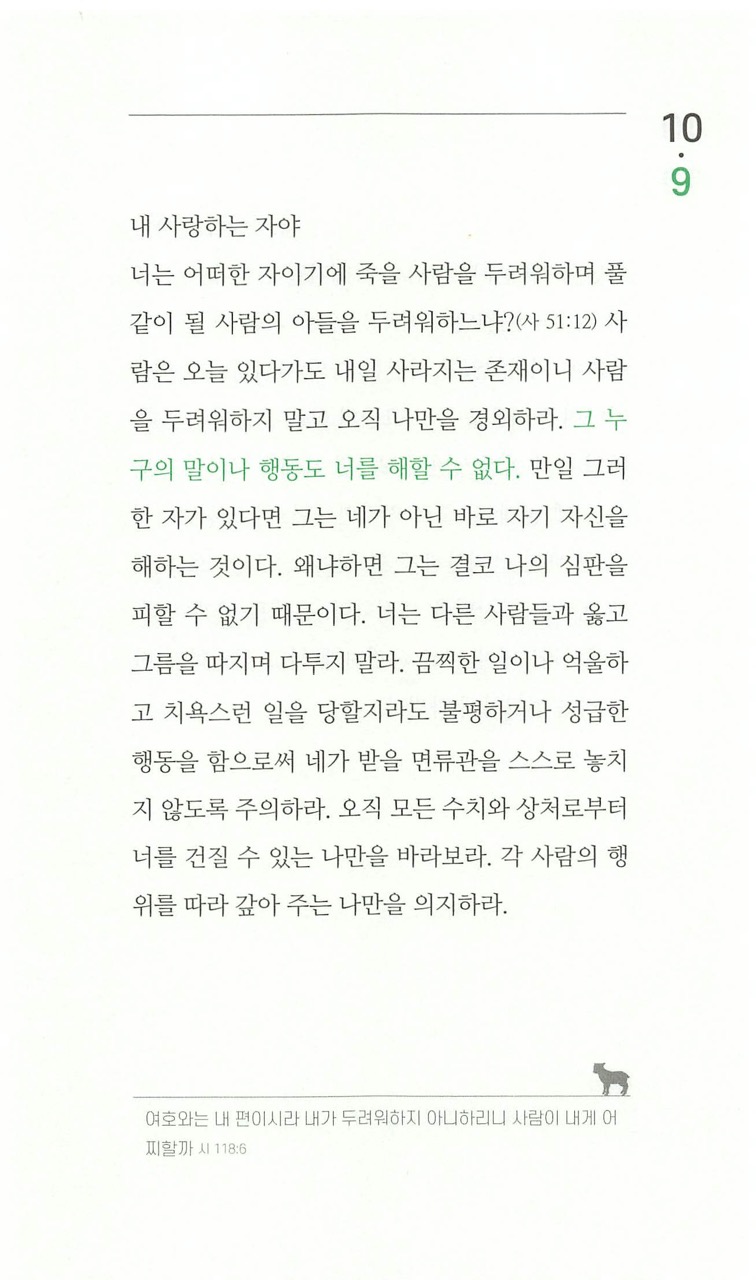 10
·
9
내 사랑하는 자야
너는 어떠한 자이기에 죽을 사람을 두려워하며 풀
같이 될 사람의 아들을 두려워하느냐?(사 51:12) 사
람은 오늘 있다가도 내일 사라지는 존재이니 사람
을 두려워하지 말고 오직 나만을 경외하라. 그 누
구의 말이나 행동도 너를 해할 수 없다. 만일 그러
한 자가 있다면 그는 네가 아닌 바로 자기 자신을
해하는 것이다. 왜냐하면 그는 결코 나의 심판을
피할 수 없기 때문이다. 너는 다른 사람들과 옳고
그름을 따지며 다투지 말라. 끔찍한 일이나 억울하
고 치욕스런 일을 당할지라도 불평하거나 성급한
행동을 함으로써 네가 받을 면류관을 스스로 놓치
지 않도록 주의하라. 오직 모든 수치와 상처로부터
너를 건질 수 있는 나만을 바라보라. 각 사람의 행
위를 따라 갚아 주는 나만을 의지하라.
여호와는 내 편이시라 내가 두려워하지 아니하리니 사람이 내게 어
찌할까 시 118:6